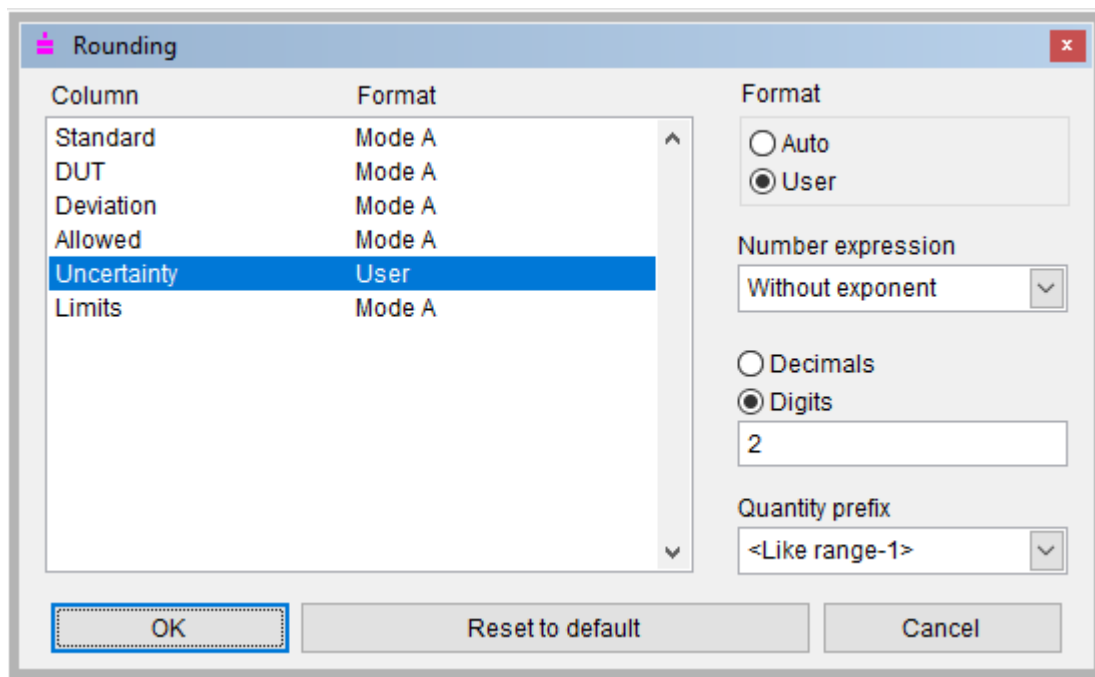 Rounding
Column Format
Standard Mode A
DUT Mode A
Deviation Mode A
Allowed Mode A
Uncertainty User
Limits Mode A
Format
Auto
User
Number expression
Without exponent
Decimals
Digits
2
Quantity prefix
<Like range-1>
OK Reset to default Cancel